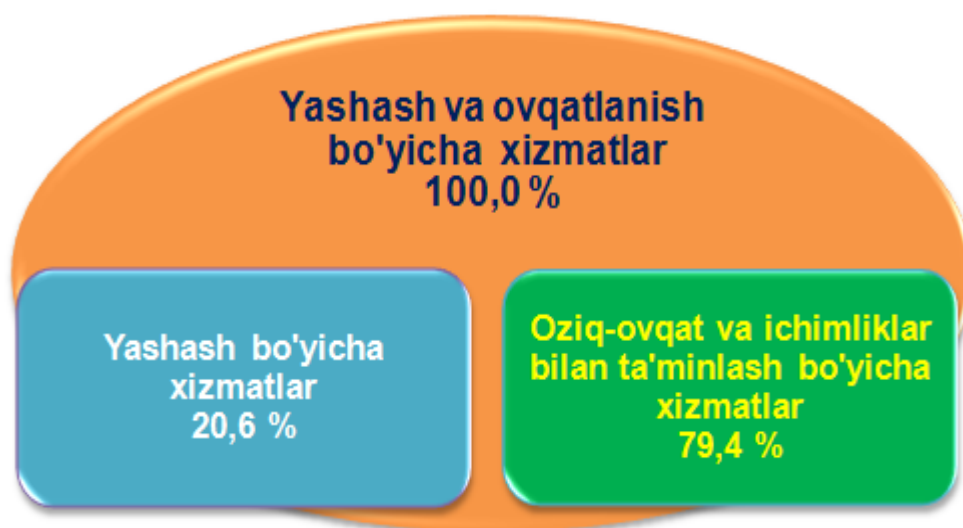 Yashash va ovqatlanish
bo'yicha xizmatlar
100,0 %
Yashash bo'yicha
xizmatlar
20,6 %
Oziq-ovqat va ichimliklar
bilan ta'minlash bo'yicha
xizmatlar
79,4 %